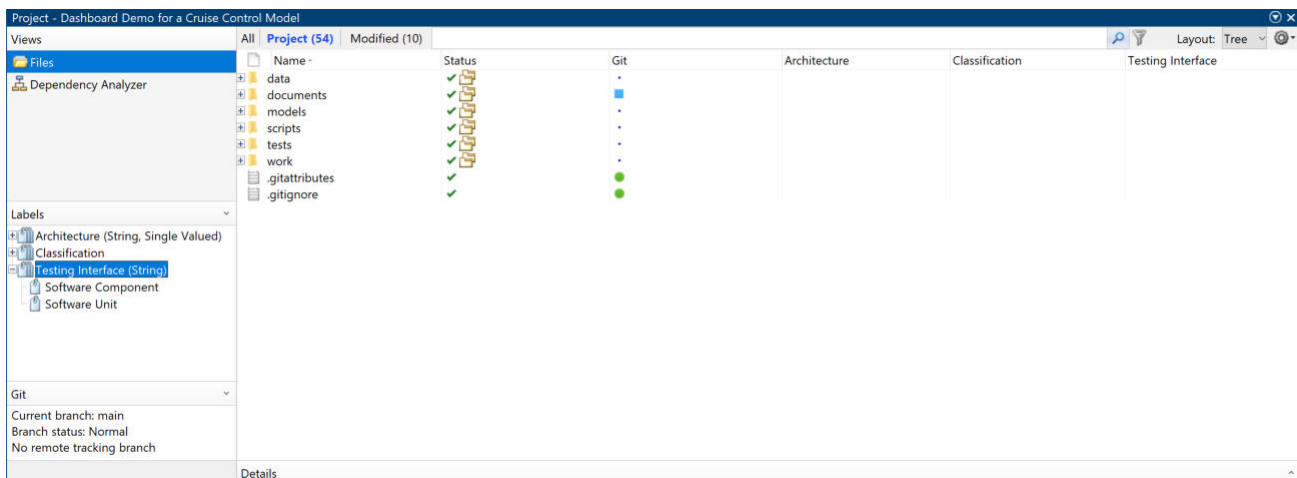 Project - Dashboard Demo for a Cruise Control Model
Views
Files
Dependency Analyzer
Labels
Architecture (String, Single Valued)
Classification
Testing Interface (String)
Software Component
Software Unit
Git
Current branch: main
Branch status: Normal
No remote tracking branch
All Project (54) Modified (10)
Layout: Tree
Name Status Git Architecture Classification Testing Interface
data
documents
models
scripts
tests
work
.gitattributes
.gitignore
Details